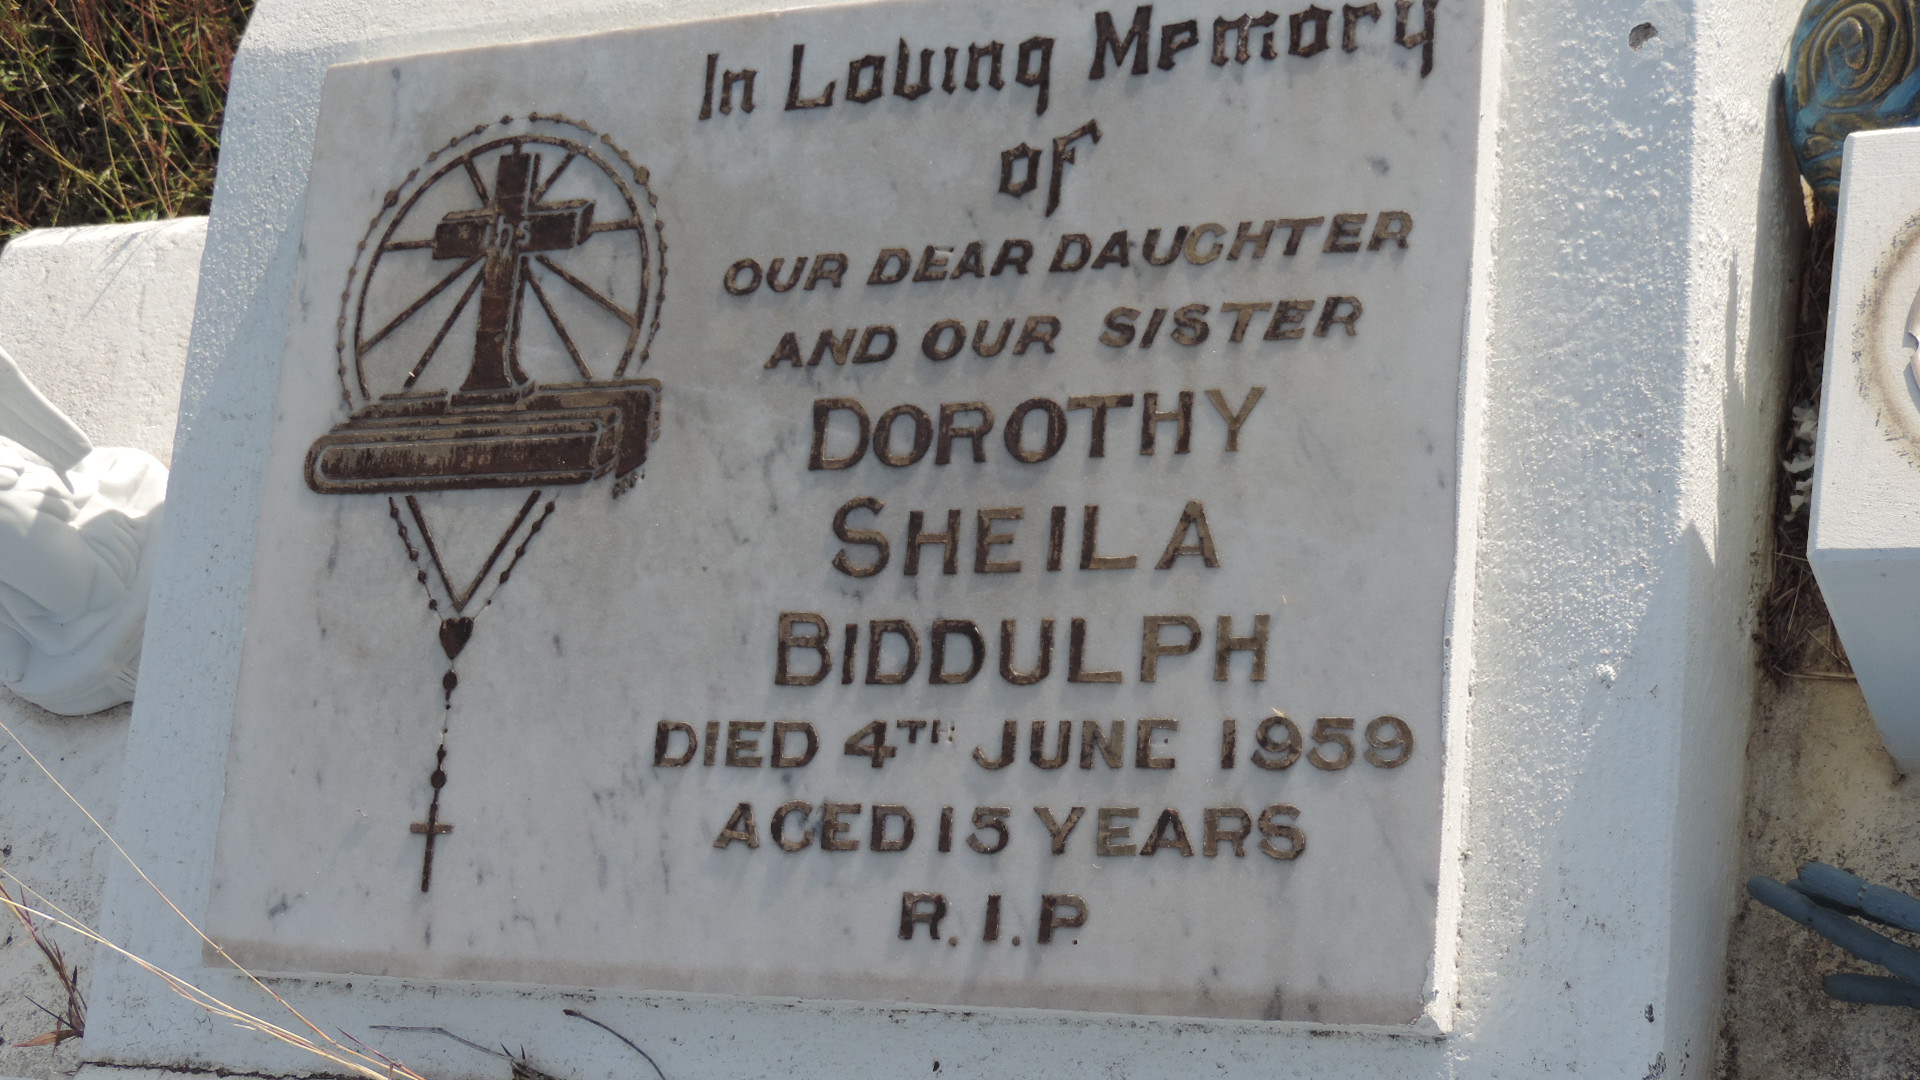 In Loving Memory
of
OUR DEAR DAUGHTER
AND OUR SISTER
DOROTHY
SHEILA
BIDDULPH
DIED 4TH JUNE 1959
AGED 15 YEARS
R.I.P.
ihs